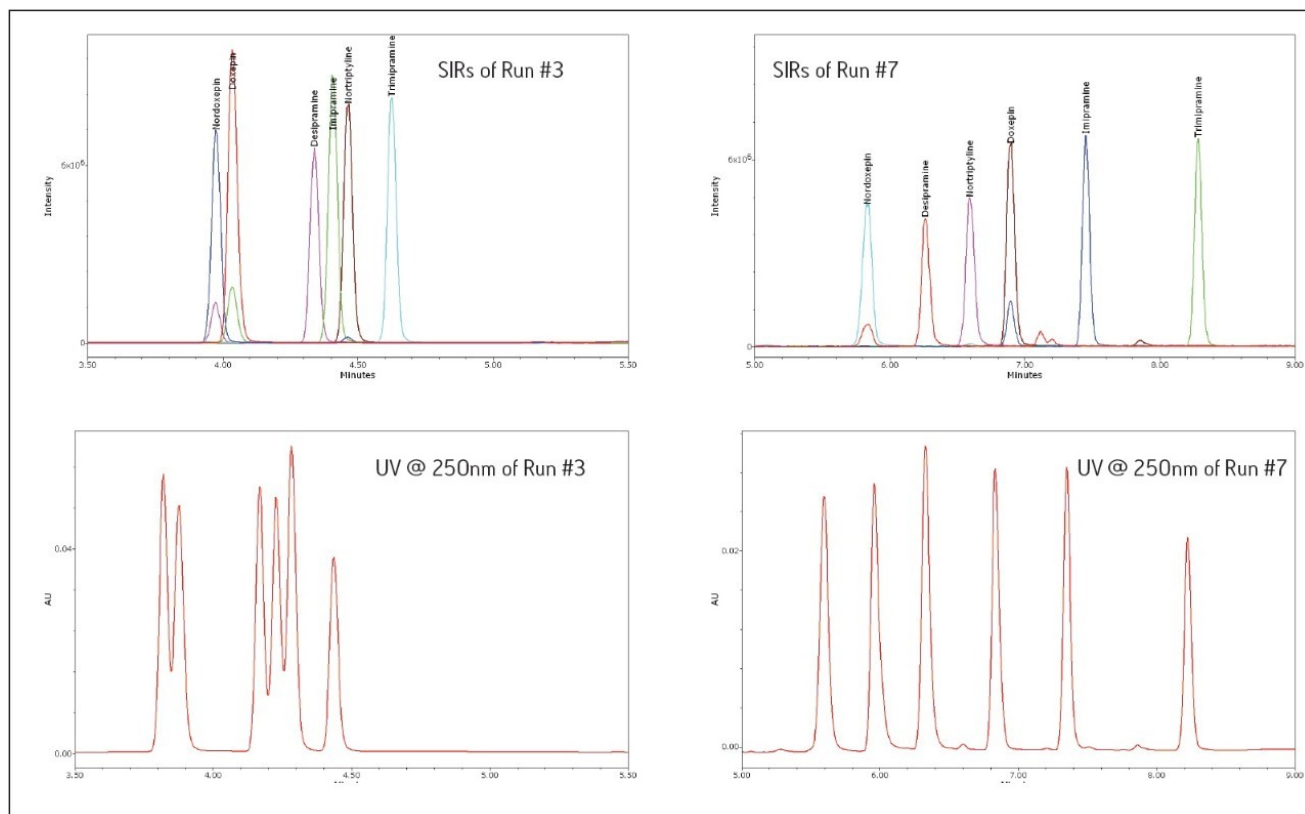 SIRs of Run #3
Nordoxepin
Doxepin
Desipramine
Imipramine
Nortriptyline
Trimipramine
6x10⁶
Intensity
0
3.50 4.00 4.50 5.00 5.50
Minutes
SIRs of Run #7
Nordoxepin
Desipramine
Nortriptyline
Doxepin
Imipramine
Trimipramine
6x10⁶
Intensity
0
5.00 6.00 7.00 8.00 9.00
Minutes
UV @ 250nm of Run #3
0.04
AU
0.00
3.50 4.00 4.50 5.00 5.50
UV @ 250nm of Run #7
0.02
AU
0.00
5.00 6.00 7.00 8.00 9.00